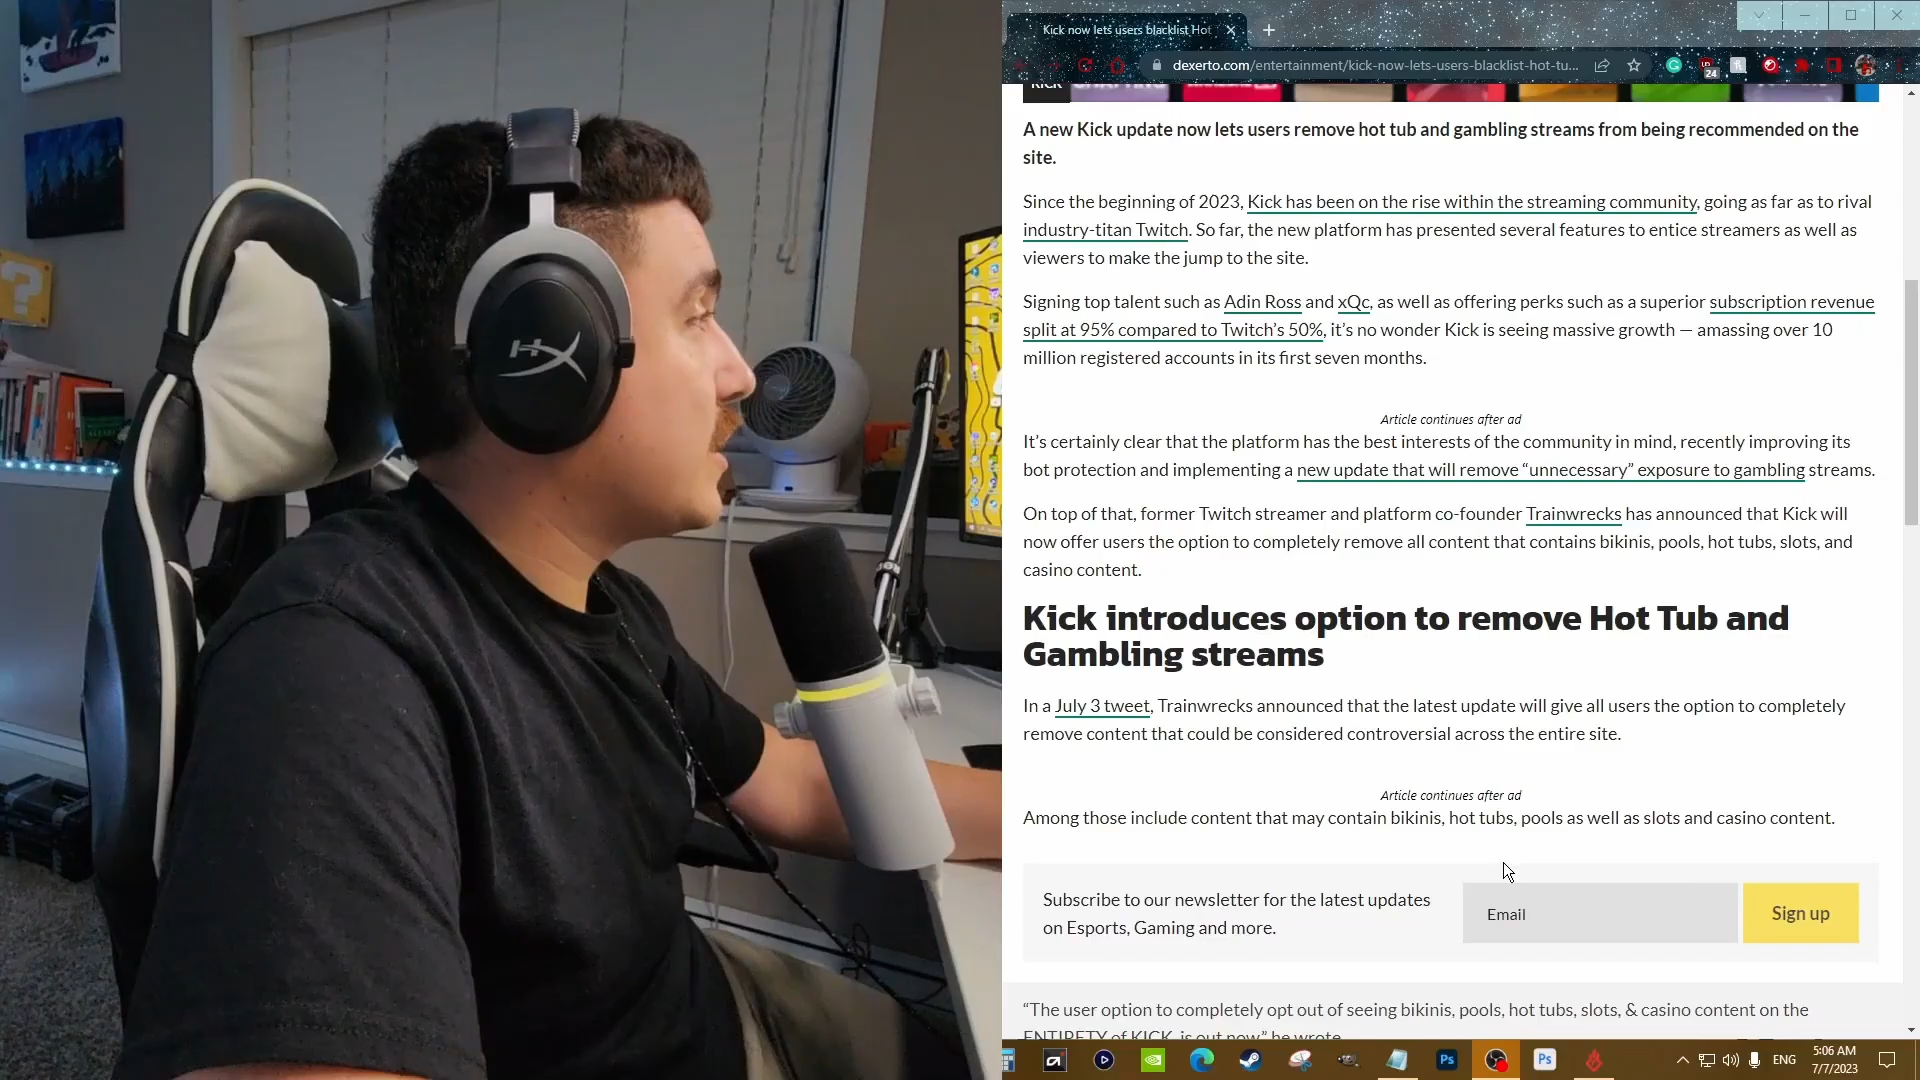 Kick now lets users blacklist Hot
dexerto.com/entertainment/kick-now-lets-users-blacklist-hot-tu...
24
A new Kick update now lets users remove hot tub and gambling streams from being recommended on the
site.
Since the beginning of 2023, Kick has been on the rise within the streaming community, going as far as to rival
industry-titan Twitch. So far, the new platform has presented several features to entice streamers as well as
viewers to make the jump to the site.
Signing top talent such as Adin Ross and xQc, as well as offering perks such as a superior subscription revenue
split at 95% compared to Twitch’s 50%, it’s no wonder Kick is seeing massive growth — amassing over 10
million registered accounts in its first seven months.
Article continues after ad
It’s certainly clear that the platform has the best interests of the community in mind, recently improving its
bot protection and implementing a new update that will remove “unnecessary” exposure to gambling streams.
On top of that, former Twitch streamer and platform co-founder Trainwrecks has announced that Kick will
now offer users the option to completely remove all content that contains bikinis, pools, hot tubs, slots, and
casino content.
Kick introduces option to remove Hot Tub and
Gambling streams
In a July 3 tweet, Trainwrecks announced that the latest update will give all users the option to completely
remove content that could be considered controversial across the entire site.
Article continues after ad
Among those include content that may contain bikinis, hot tubs, pools as well as slots and casino content.
Subscribe to our newsletter for the latest updates
on Esports, Gaming and more.
Email
Sign up
“The user option to completely opt out of seeing bikinis, pools, hot tubs, slots, & casino content on the
ENTIRETY of KICK, is out now,” he wrote.
HX
Ps
Ps
ENG
5:06 AM
7/7/2023